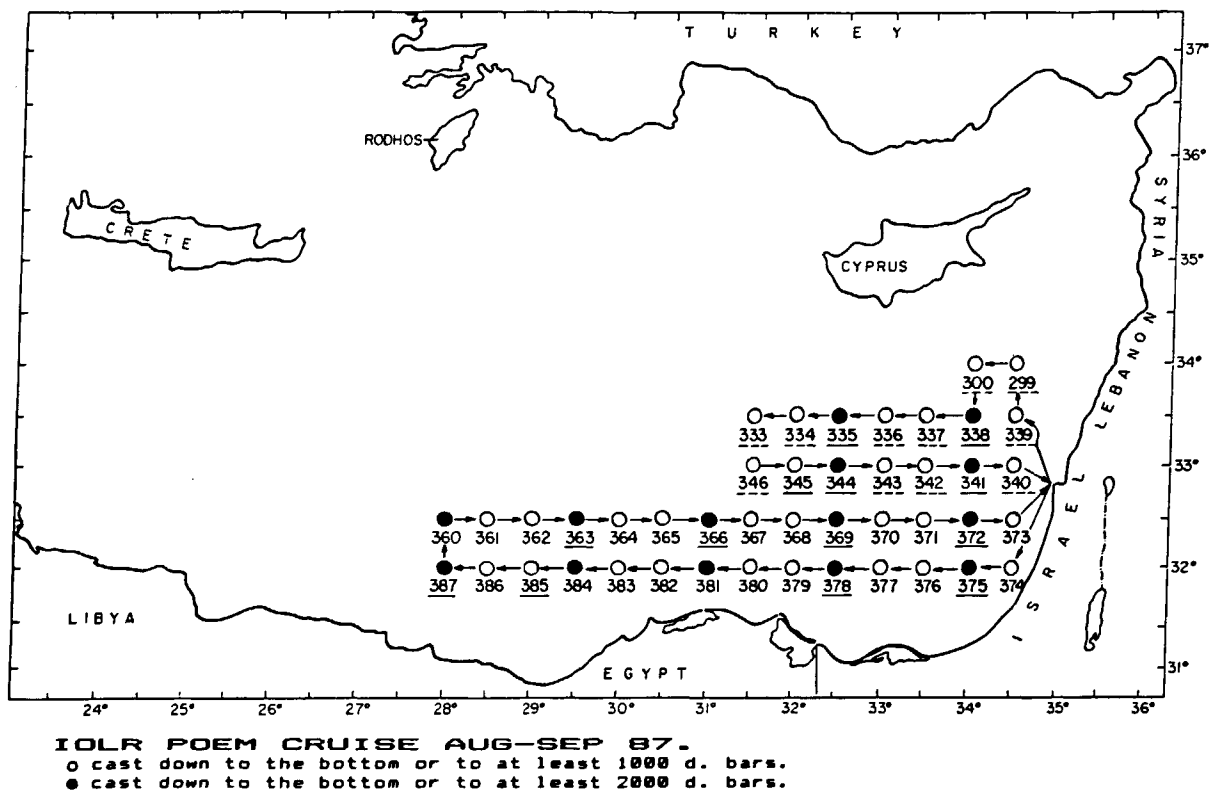 TURKEY
37°
RODHOS
36°
SYRIA
CRETE
35°
CYPRUS
LEBANON
34°
300 299
333 334 335 336 337 338 339
33°
346 345 344 343 342 341 340
360 361 362 363 364 365 366 367 368 369 370 371 372 373
32°
387 386 385 384 383 382 381 380 379 378 377 376 375 374
ISRAEL
LIBYA
EGYPT
31°
24° 25° 26° 27° 28° 29° 30° 31° 32° 33° 34° 35° 36°
IOLR POEM CRUISE AUG-SEP 87.
cast down to the bottom or to at least 1000 d. bars.
cast down to the bottom or to at least 2000 d. bars.